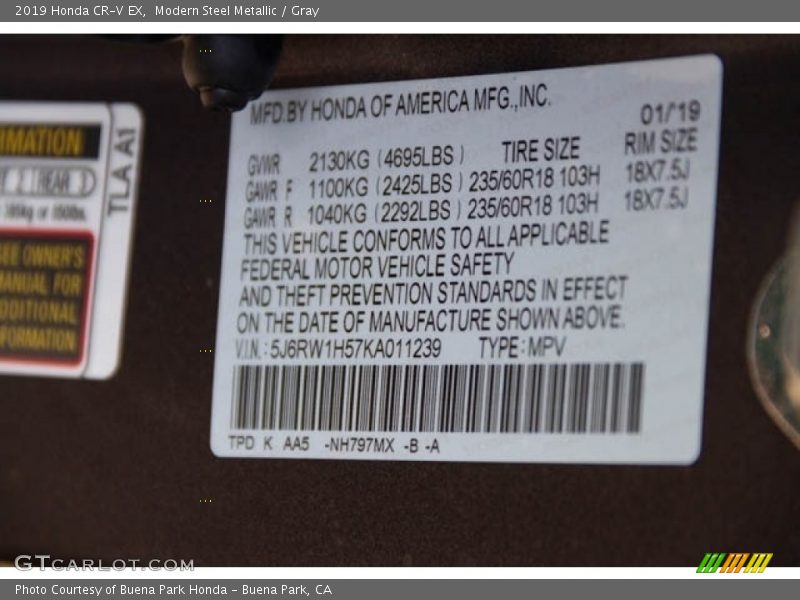 2019 Honda CR-V EX,  Modern Steel Metallic / Gray
MFD.BY HONDA OF AMERICA MFG.,INC.
01/19
GVWR 2130KG (4695LBS) TIRE SIZE RIM SIZE
GAWR F 1100KG (2425LBS) 235/60R18 103H 18X7.5J
GAWR R 1040KG (2292LBS) 235/60R18 103H 18X7.5J
THIS VEHICLE CONFORMS TO ALL APPLICABLE
FEDERAL MOTOR VEHICLE SAFETY
AND THEFT PREVENTION STANDARDS IN EFFECT
ON THE DATE OF MANUFACTURE SHOWN ABOVE.
V.I.N.: 5J6RW1H57KA011239 TYPE: MPV
TPD K AA5 -NH797MX -B -A
TLA A1
SEE OWNER'S
MANUAL FOR
GTCARLOT.COM
Photo Courtesy of Buena Park Honda - Buena Park, CA